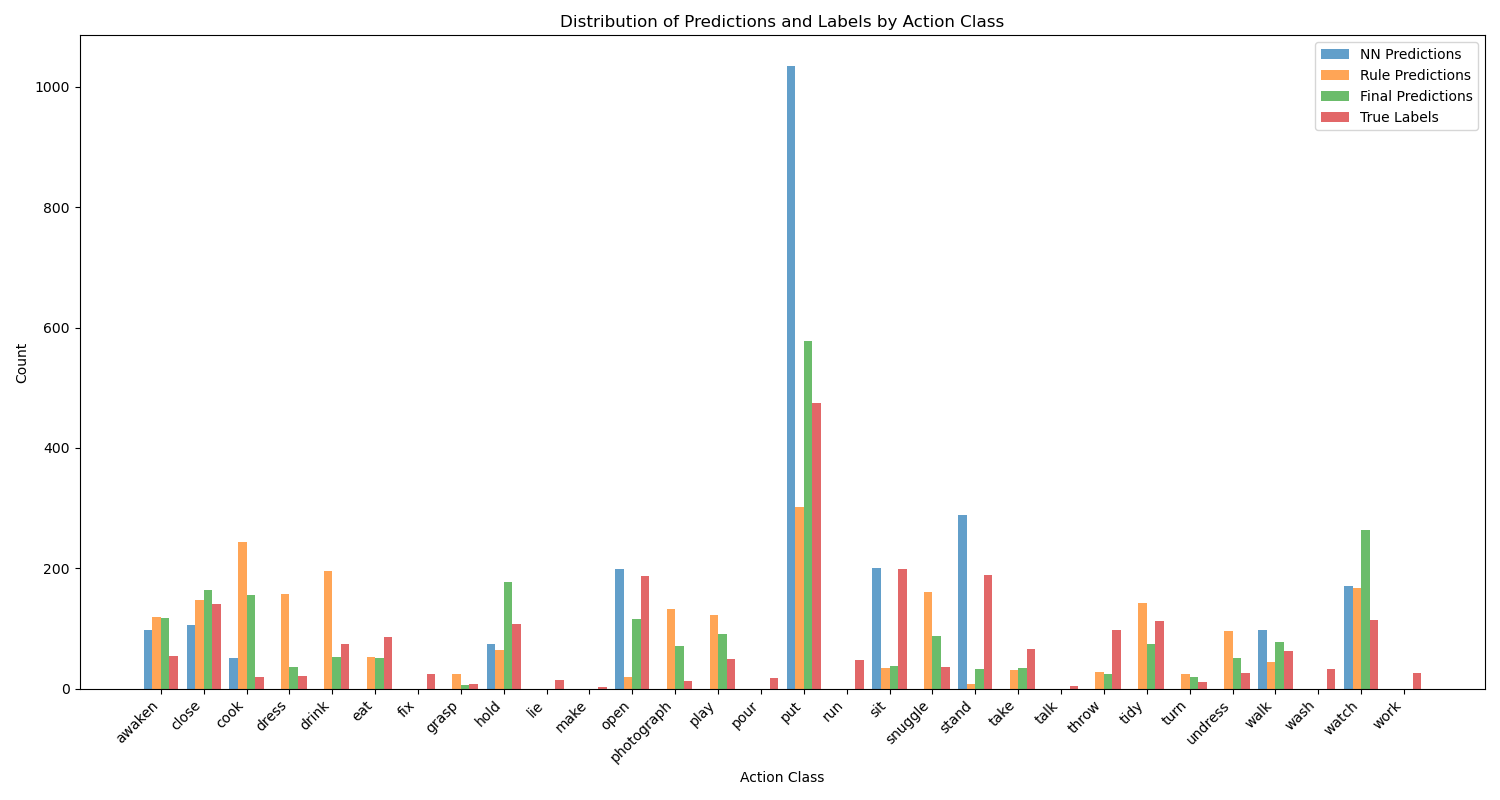 Distribution of Predictions and Labels by Action Class
NN Predictions
Rule Predictions
Final Predictions
True Labels
Count
1000
800
600
400
200
0
awaken
close
cook
dress
drink
eat
fix
grasp
hold
lie
make
open
photograph
play
pour
put
run
sit
snuggle
stand
take
talk
throw
tidy
turn
undress
walk
wash
watch
work
Action Class